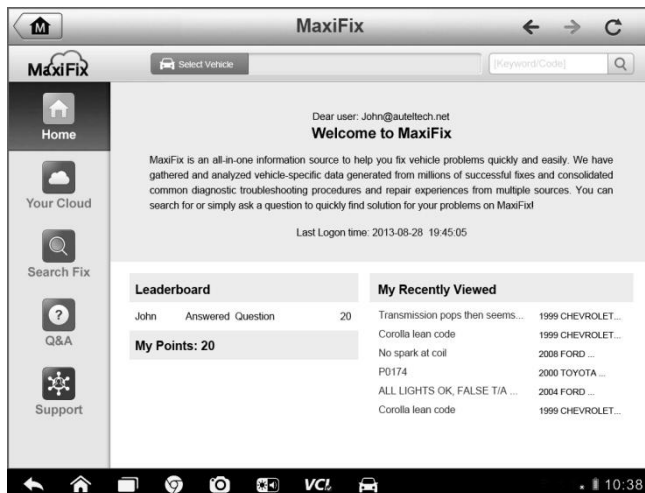 M
MaxiFix
MaxiFix
Select Vehicle
[Keyword/Code]
Home
Your Cloud
Search Fix
Q&A
Support
Dear user: John@auteltech.net
Welcome to MaxiFix
MaxiFix is an all-in-one information source to help you fix vehicle problems quickly and easily. We have
gathered and analyzed vehicle-specific data generated from millions of successful fixes and consolidated
common diagnostic troubleshooting procedures and repair experiences from multiple sources. You can
search for or simply ask a question to quickly find solution for your problems on MaxiFix!
Last Logon time: 2013-08-28 19:45:05
Leaderboard
John Answered Question 20
My Points: 20
My Recently Viewed
Transmission pops then seems... 1999 CHEVROLET...
Corolla lean code 1999 CHEVROLET...
No spark at coil 2008 FORD ...
P0174 2000 TOYOTA ...
ALL LIGHTS OK, FALSE T/A ... 2004 FORD ...
Corolla lean code 1999 CHEVROLET...
VCI 10:38